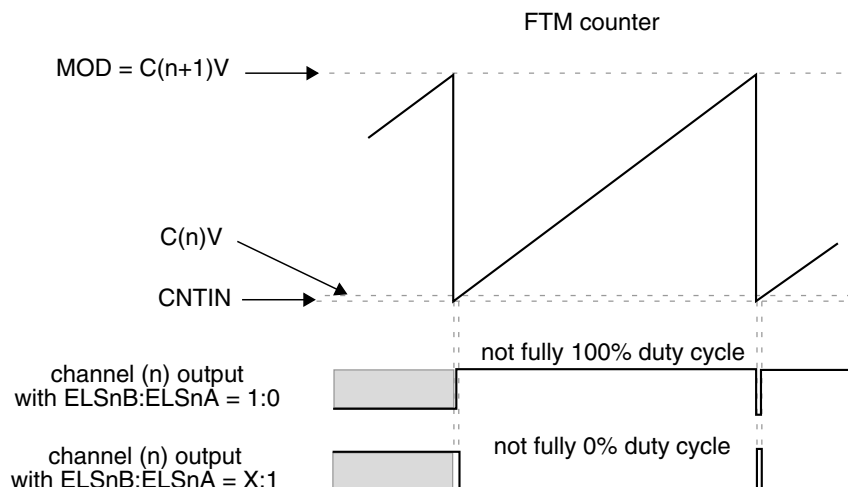 FTM counter
MOD = C(n+1)V
C(n)V
CNTIN
not fully 100% duty cycle
channel (n) output
with ELSnB:ELSnA = 1:0
not fully 0% duty cycle
channel (n) output
with ELSnB:ELSnA = X:1